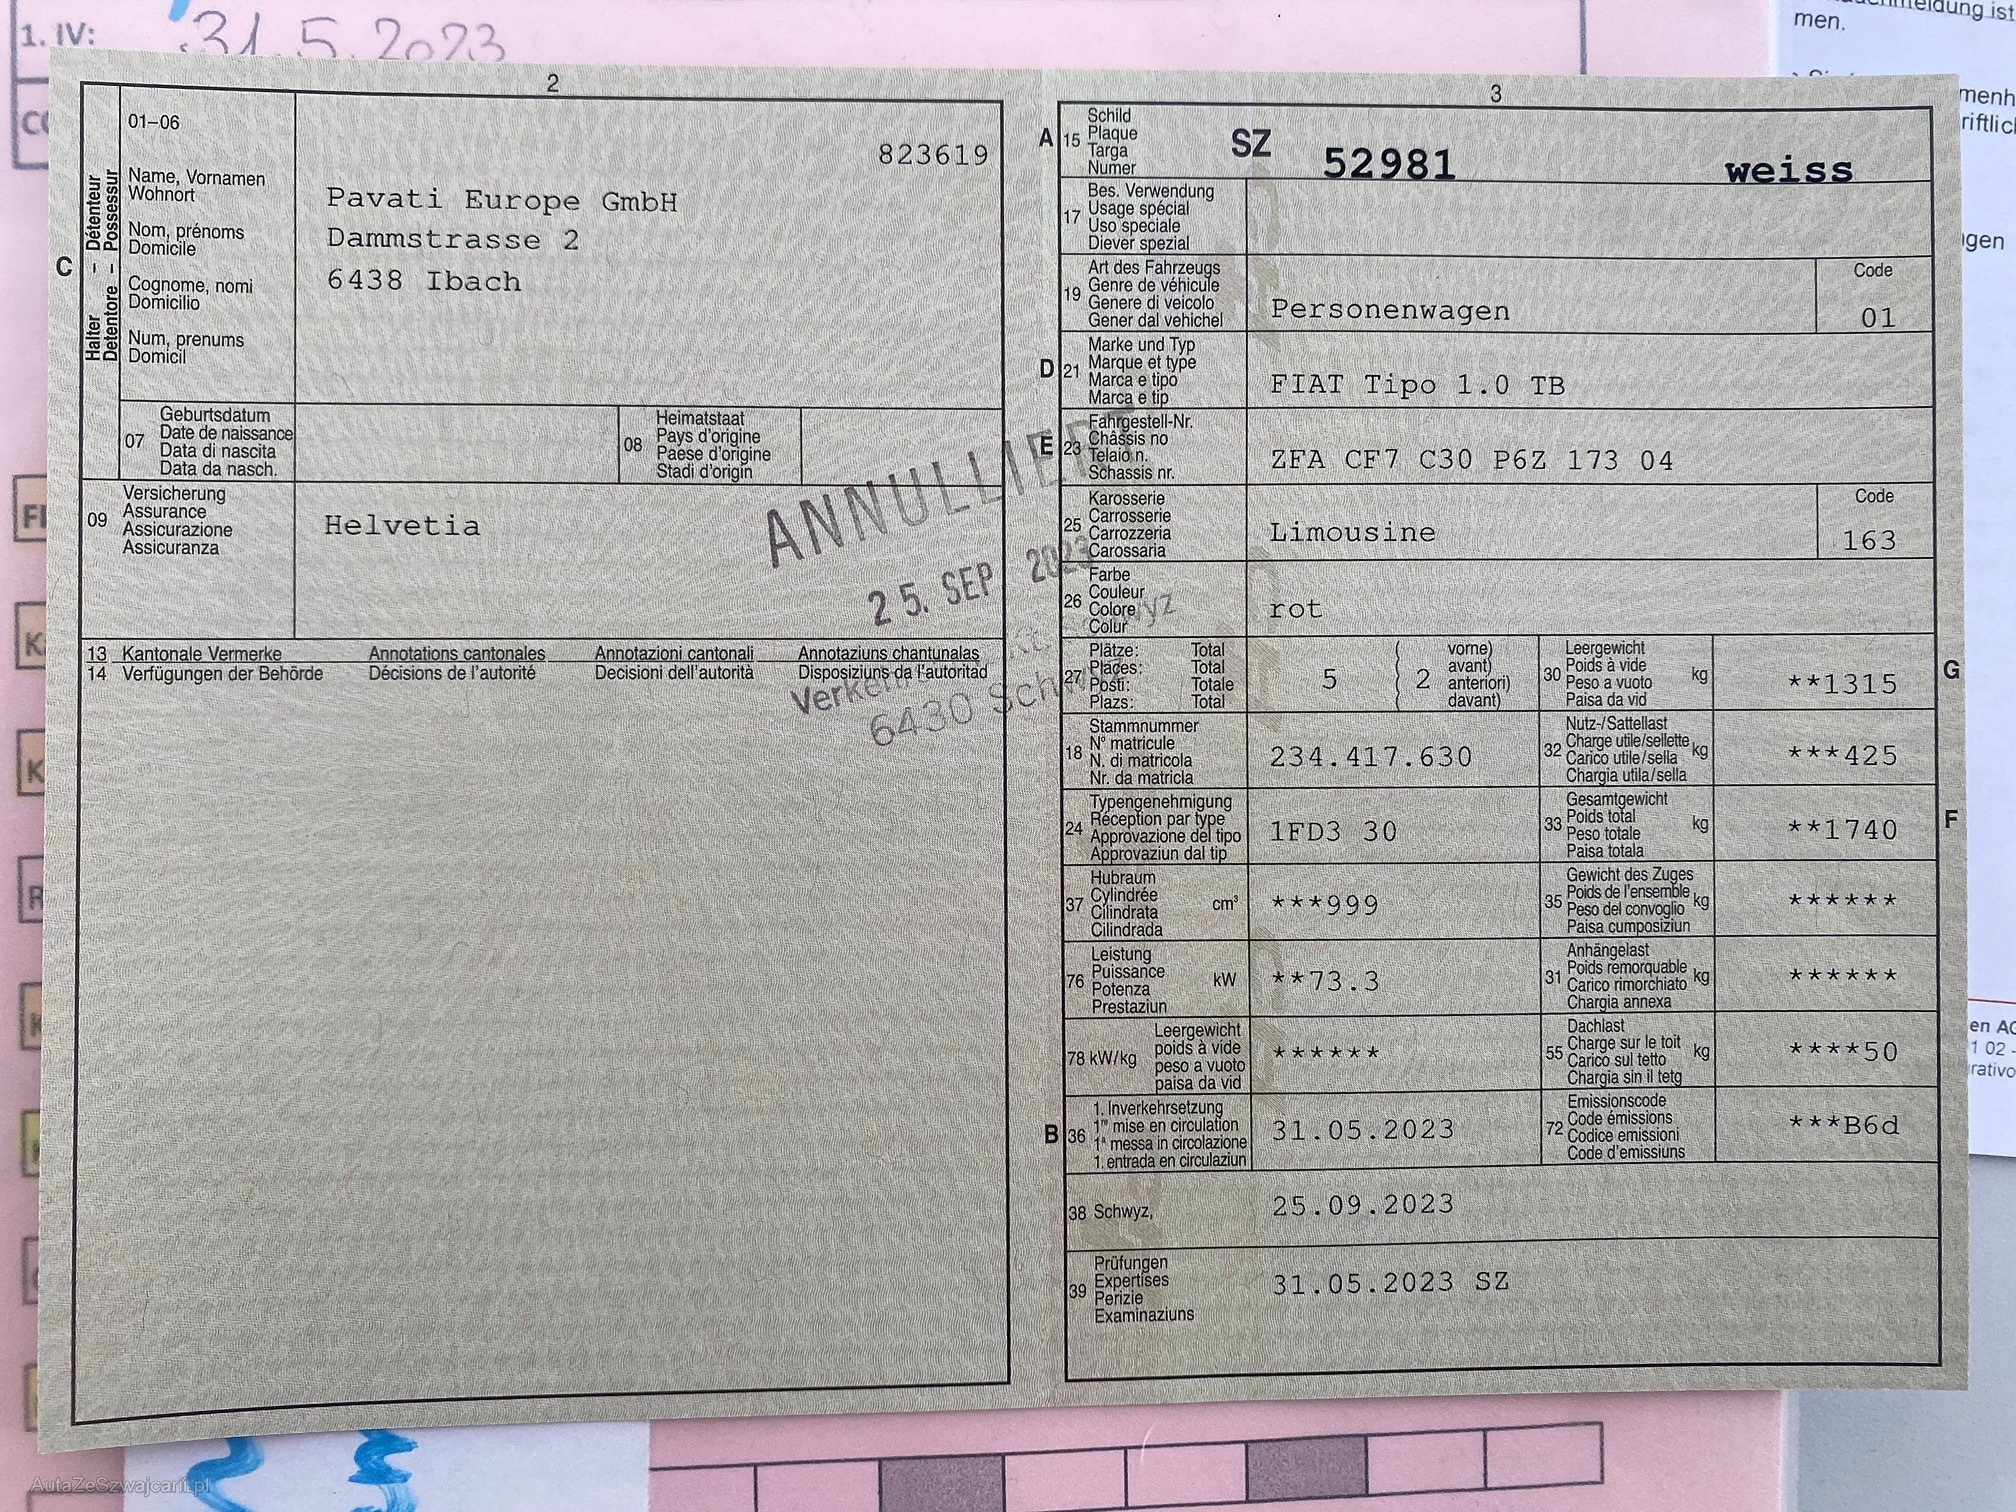 1. IV: 31.5.2023
men.
2
01–06
823619
Halter – Détenteur
Detentore – Possessur
C
Name, Vornamen
Wohnort
Nom, prénoms
Domicile
Cognome, nomi
Domicilio
Num, prenums
Domicil
Pavati Europe GmbH
Dammstrasse 2
6438 Ibach
07
Geburtsdatum
Date de naissance
Data di nascita
Data da nasch.
08
Heimatstaat
Pays d'origine
Paese d'origine
Stadi d'origin
09
Versicherung
Assurance
Assicurazione
Assicuranza
Helvetia
ANNULLIERT
25. SEP. 2023
6430 Schwyz
13 Kantonale Vermerke Annotations cantonales Annotazioni cantonali Annotaziuns chantunalas
14 Verfügungen der Behörde Décisions de l'autorité Decisioni dell'autorità Disposiziuns da l'autoritad
3
A 15
Schild
Plaque
Targa
Numer
SZ 52981 weiss
17
Bes. Verwendung
Usage spécial
Uso speciale
Diever spezial
19
Art des Fahrzeugs
Genre de véhicule
Genere di veicolo
Gener dal vehichel
Personenwagen
Code
01
D 21
Marke und Typ
Marque et type
Marca e tipo
Marca e tip
FIAT Tipo 1.0 TB
E 23
Fahrgestell-Nr.
Châssis no
Telaio n.
Schassis nr.
ZFA CF7 C30 P6Z 173 04
25
Karosserie
Carrosserie
Carrozzeria
Carossaria
Limousine
Code
163
26
Farbe
Couleur
Colore
Colur
rot
27
Plätze: Total
Places: Total
Posti: Totale
Plazs: Total
5
2
vorne)
avant)
anteriori)
davant)
30
Leergewicht
Poids à vide
Peso a vuoto
Paisa da vid
kg
**1315
G
18
Stammnummer
N° matricule
N. di matricola
Nr. da matricla
234.417.630
32
Nutz-/Sattellast
Charge utile/sellette
Carico utile/sella
Chargia utila/sella
kg
***425
24
Typengenehmigung
Réception par type
Approvazione del tipo
Approvaziun dal tip
1FD3 30
33
Gesamtgewicht
Poids total
Peso totale
Paisa totala
kg
**1740
F
37
Hubraum
Cylindrée
Cilindrata
Cilindrada
cm³
***999
35
Gewicht des Zuges
Poids de l'ensemble
Peso del convoglio
Paisa cumposiziun
kg
******
76
Leistung
Puissance
Potenza
Prestaziun
kW
**73.3
31
Anhängelast
Poids remorquable
Carico rimorchiato
Chargia annexa
kg
******
78 kW/kg
Leergewicht
poids à vide
peso a vuoto
paisa da vid
******
55
Dachlast
Charge sur le toit
Carico sul tetto
Chargia sin il tetg
kg
****50
B 36
1. Inverkehrsetzung
1re mise en circulation
1a messa in circolazione
1. entrada en circulaziun
31.05.2023
72
Emissionscode
Code émissions
Codice emissioni
Code d'emissiuns
***B6d
38 Schwyz,
25.09.2023
39
Prüfungen
Expertises
Perizie
Examinaziuns
31.05.2023 SZ
AutaZeSzwajcarii.pl